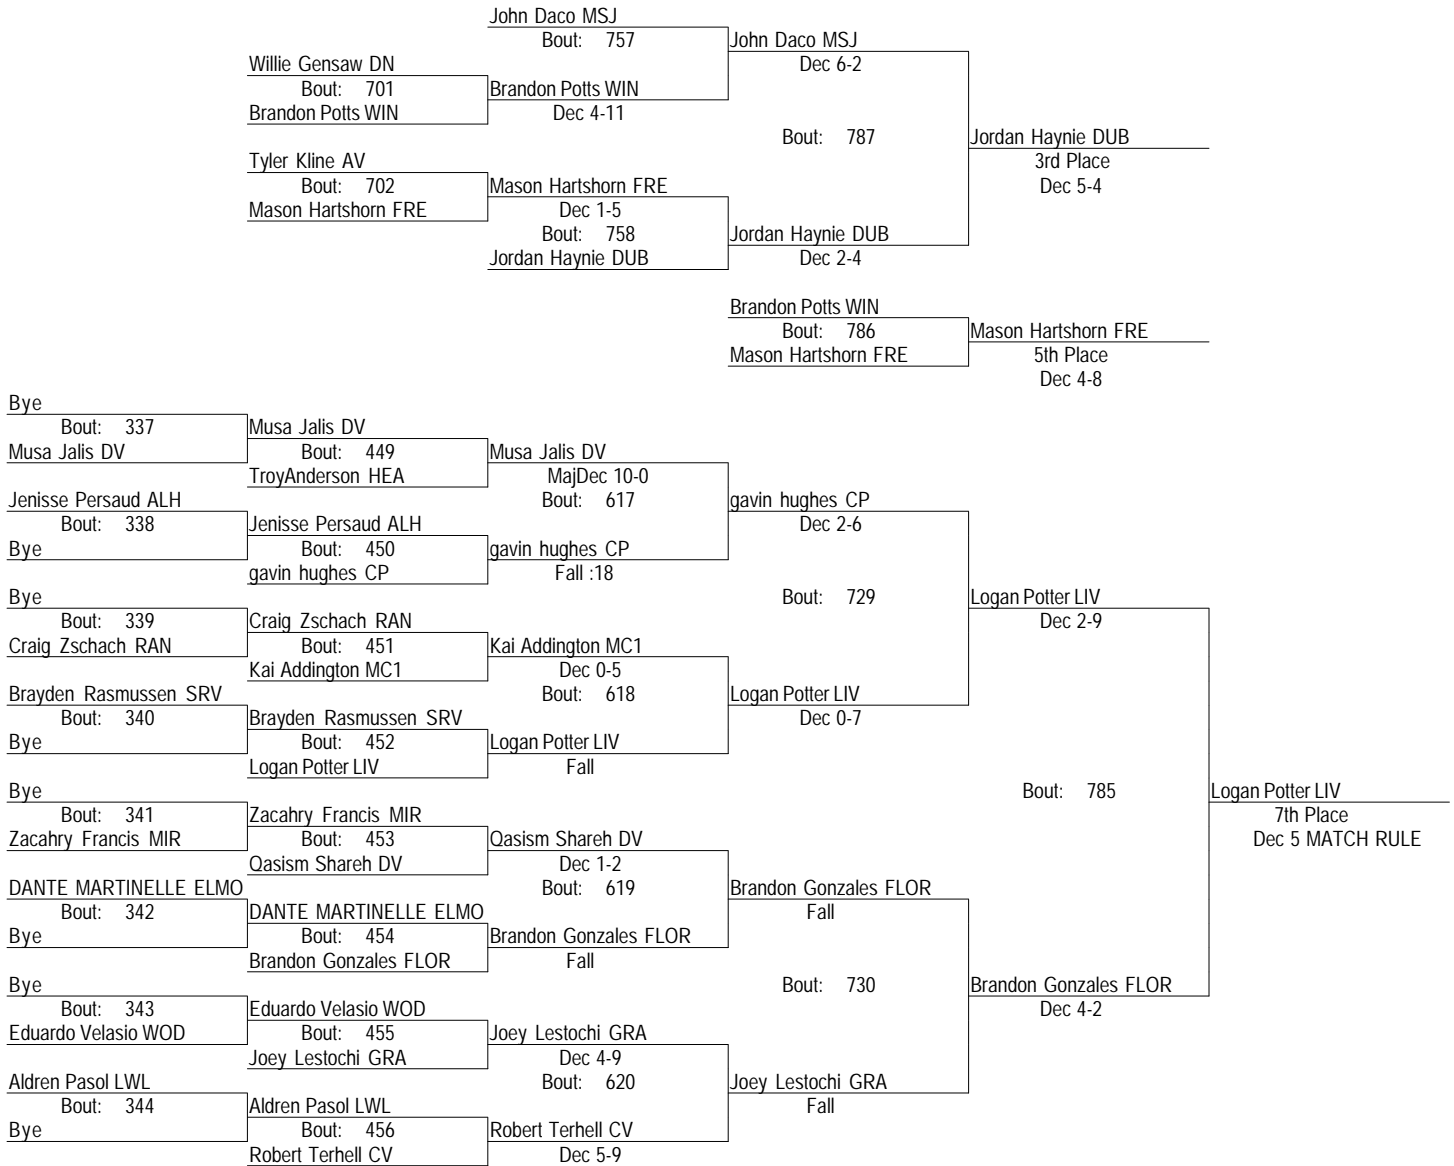 John Daco MSJ
Bout: 757
John Daco MSJ
Willie Gensaw DN
Dec 6-2
Bout: 701
Brandon Potts WIN
Brandon Potts WIN
Dec 4-11
Bout: 787
Jordan Haynie DUB
Tyler Kline AV
3rd Place
Bout: 702
Mason Hartshorn FRE
Dec 5-4
Mason Hartshorn FRE
Dec 1-5
Bout: 758
Jordan Haynie DUB
Jordan Haynie DUB
Dec 2-4
Brandon Potts WIN
Bout: 786
Mason Hartshorn FRE
Mason Hartshorn FRE
5th Place
Dec 4-8
Bye
Bout: 337
Musa Jalis DV
Musa Jalis DV
Bout: 449
Musa Jalis DV
TroyAnderson HEA
MajDec 10-0
Jenisse Persaud ALH
Bout: 617
gavin hughes CP
Bout: 338
Jenisse Persaud ALH
Dec 2-6
Bye
Bout: 450
gavin hughes CP
gavin hughes CP
Fall :18
Bye
Bout: 729
Logan Potter LIV
Bout: 339
Craig Zschach RAN
Dec 2-9
Craig Zschach RAN
Bout: 451
Kai Addington MC1
Kai Addington MC1
Dec 0-5
Brayden Rasmussen SRV
Bout: 618
Logan Potter LIV
Bout: 340
Brayden Rasmussen SRV
Dec 0-7
Bye
Bout: 452
Logan Potter LIV
Logan Potter LIV
Fall
Bye
Bout: 785
Logan Potter LIV
Bout: 341
Zacahry Francis MIR
7th Place
Zacahry Francis MIR
Bout: 453
Qasism Shareh DV
Dec 5 MATCH RULE
Qasism Shareh DV
Dec 1-2
DANTE MARTINELLE ELMO
Bout: 619
Brandon Gonzales FLOR
Bout: 342
DANTE MARTINELLE ELMO
Fall
Bye
Bout: 454
Brandon Gonzales FLOR
Brandon Gonzales FLOR
Fall
Bye
Bout: 730
Brandon Gonzales FLOR
Bout: 343
Eduardo Velasio WOD
Dec 4-2
Eduardo Velasio WOD
Bout: 455
Joey Lestochi GRA
Joey Lestochi GRA
Dec 4-9
Aldren Pasol LWL
Bout: 620
Joey Lestochi GRA
Bout: 344
Aldren Pasol LWL
Fall
Bye
Bout: 456
Robert Terhell CV
Robert Terhell CV
Dec 5-9